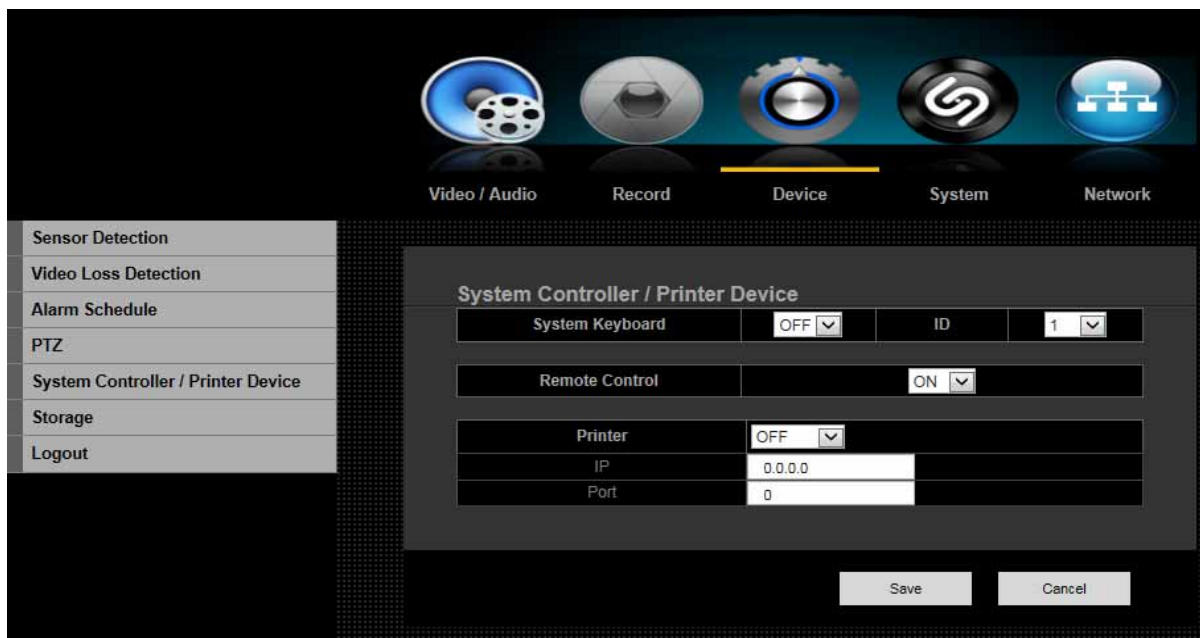 Video / Audio Record Device System Network
Sensor Detection
Video Loss Detection
Alarm Schedule
PTZ
System Controller / Printer Device
Storage
Logout
System Controller / Printer Device
System Keyboard OFF ID 1
Remote Control ON
Printer OFF
IP 0.0.0.0
Port 0
Save Cancel